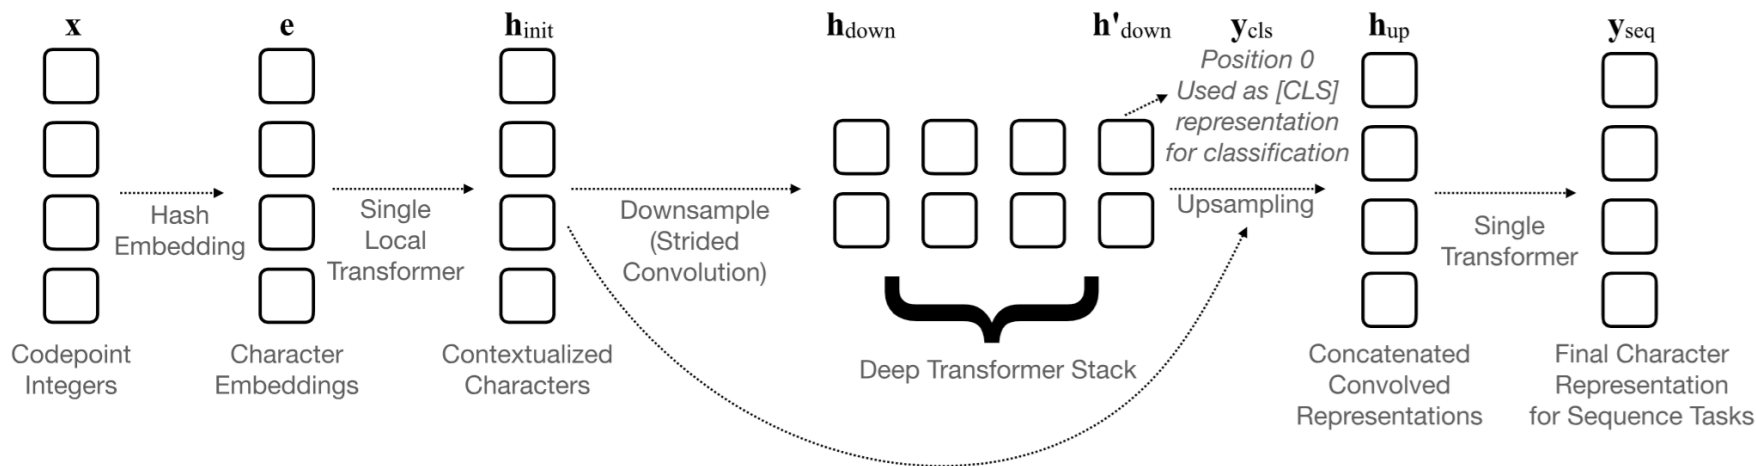 x
e
h_init
h_down
h'_down
y_cls
h_up
y_seq
Position 0
Used as [CLS]
representation
for classification
Hash
Embedding
Single
Local
Transformer
Downsample
(Strided
Convolution)
Upsampling
Single
Transformer
Codepoint
Integers
Character
Embeddings
Contextualized
Characters
Deep Transformer Stack
Concatenated
Convolved
Representations
Final Character
Representation
for Sequence Tasks